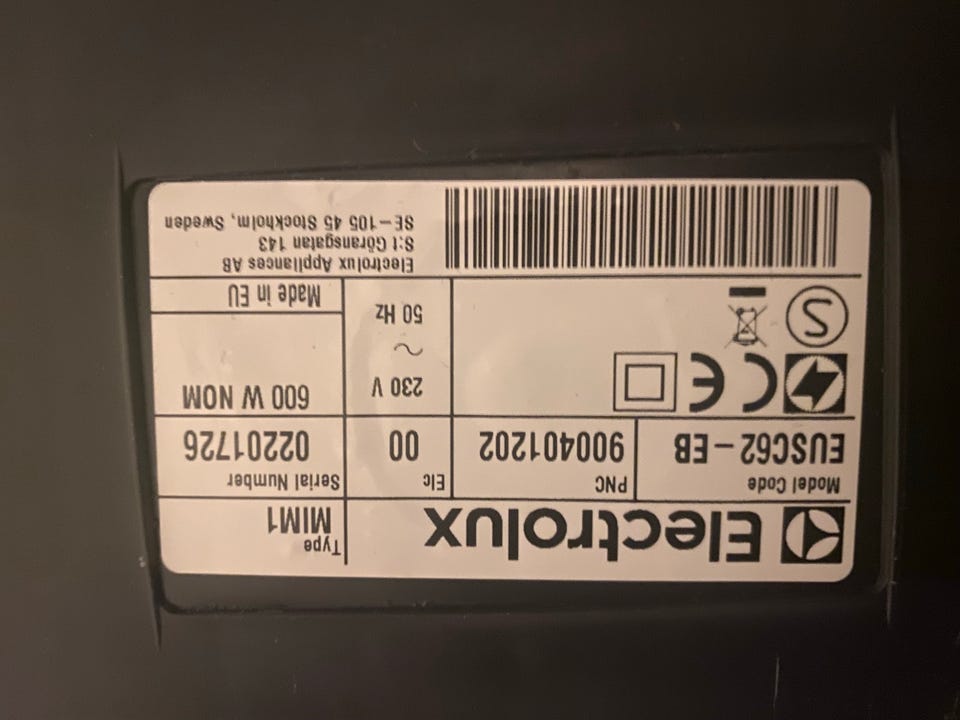 Electrolux
Type
MIM1
Model Code
EUSC62-EB
PNC
900401202
Elc
00
Serial Number
02201726
230 V
~
50 Hz
600 W NOM
Made in EU
CE
S
Electrolux Appliances AB
S:t Göransgatan 143
SE-105 45 Stockholm, Sweden